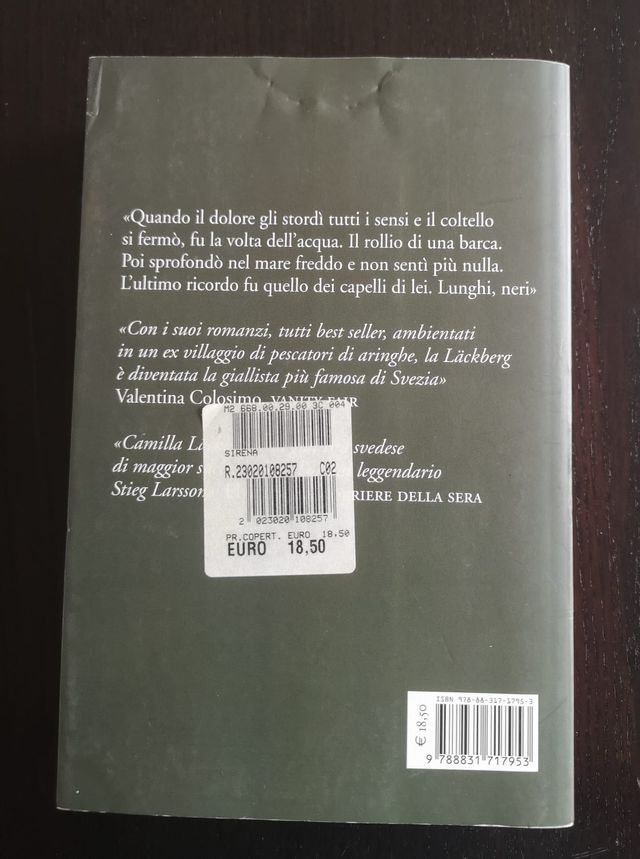 «Quando il dolore gli stordì tutti i sensi e il coltello
si fermò, fu la volta dell'acqua. Il rollio di una barca.
Poi sprofondò nel mare freddo e non sentì più nulla.
L'ultimo ricordo fu quello dei capelli di lei. Lunghi, neri»
«Con i suoi romanzi, tutti best seller, ambientati
in un ex villaggio di pescatori di aringhe, la Läckberg
è diventata la giallista più famosa di Svezia»
Valentina Colosimo, VANITY FAIR
«Camilla Lä svedese
di maggior s leggendario
Stieg Larsson RIERE DELLA SERA
M2 668.00.29.00 3C 004
SIRENA
R.23020108257 C02
2 023020 108257
PR.COPERT. EURO 18,50
EURO 18,50
ISBN 978-88-317-1795-3
€ 18,50
9 788831 717953